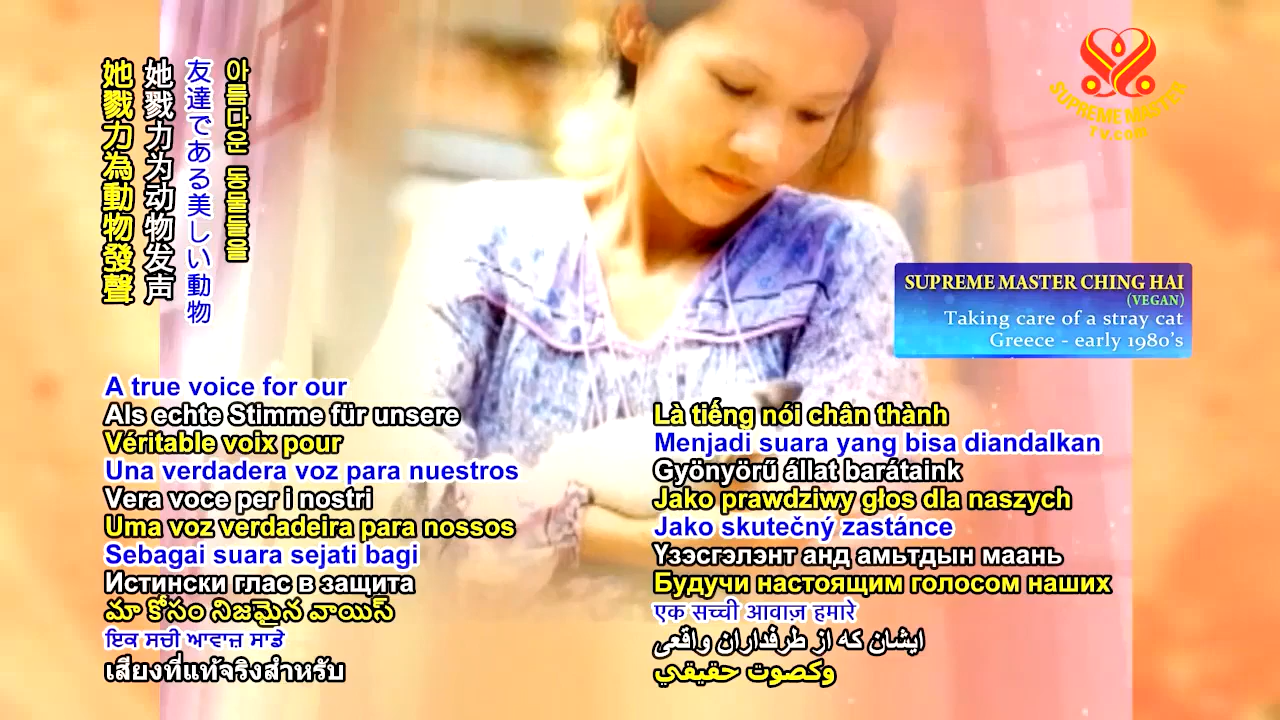 她戮力為動物發聲
她戮力为动物发声
友達である美しい動物
아름다운 동물들을
SUPREME MASTER
TV.com
SUPREME MASTER CHING HAI
(VEGAN)
Taking care of a stray cat
Greece - early 1980's
A true voice for our
Als echte Stimme für unsere
Véritable voix pour
Una verdadera voz para nuestros
Vera voce per i nostri
Uma voz verdadeira para nossos
Sebagai suara sejati bagi
Истински глас в защита
మా కోసం నిజమైన వాయిస్
ਇਕ ਸਚੀ ਆਵਾਜ਼ ਸਾਡੇ
เสียงที่แท้จริงสำหรับ
Là tiếng nói chân thành
Menjadi suara yang bisa diandalkan
Gyönyörű állat barátaink
Jako prawdziwy głos dla naszych
Jako skutečný zastánce
Үзэсгэлэнт анд амьтдын маань
Будучи настоящим голосом наших
एक सच्ची आवाज़ हमारे
ایشان که از طرفداران واقعی
وكصوت حقيقي